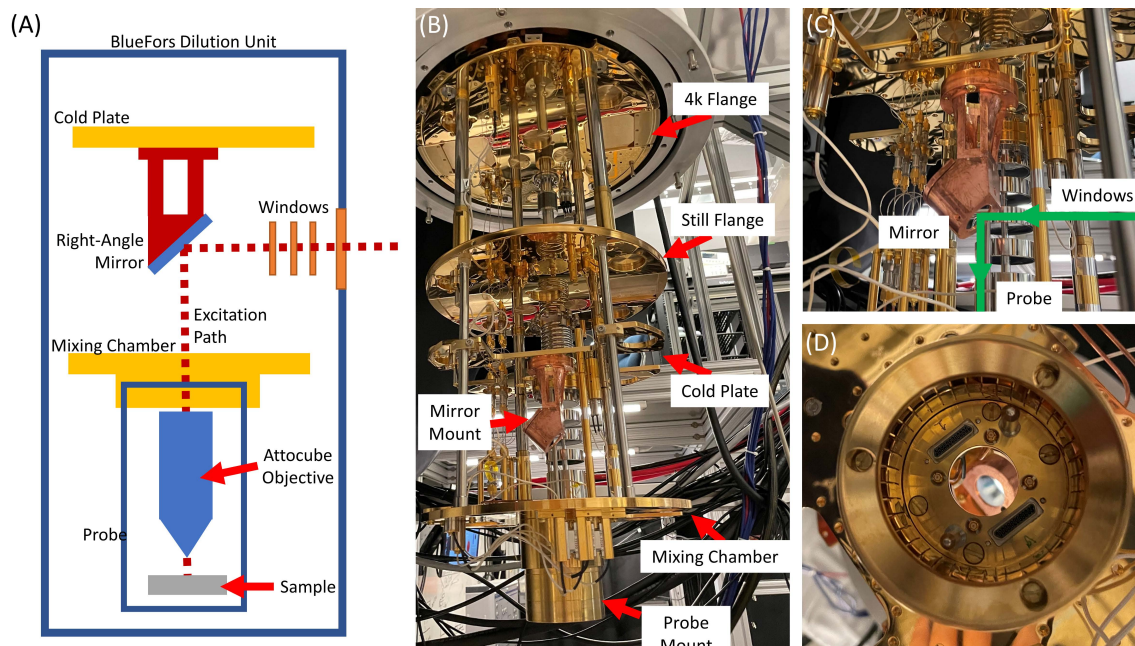 (A)
BlueFors Dilution Unit
Cold Plate
Windows
Right-Angle
Mirror
Excitation
Path
Mixing Chamber
Attocube
Objective
Probe
Sample
(B)
4k Flange
Still Flange
Cold Plate
Mirror
Mount
Mixing Chamber
Probe
Mount
(C)
Windows
Mirror
Probe
(D)